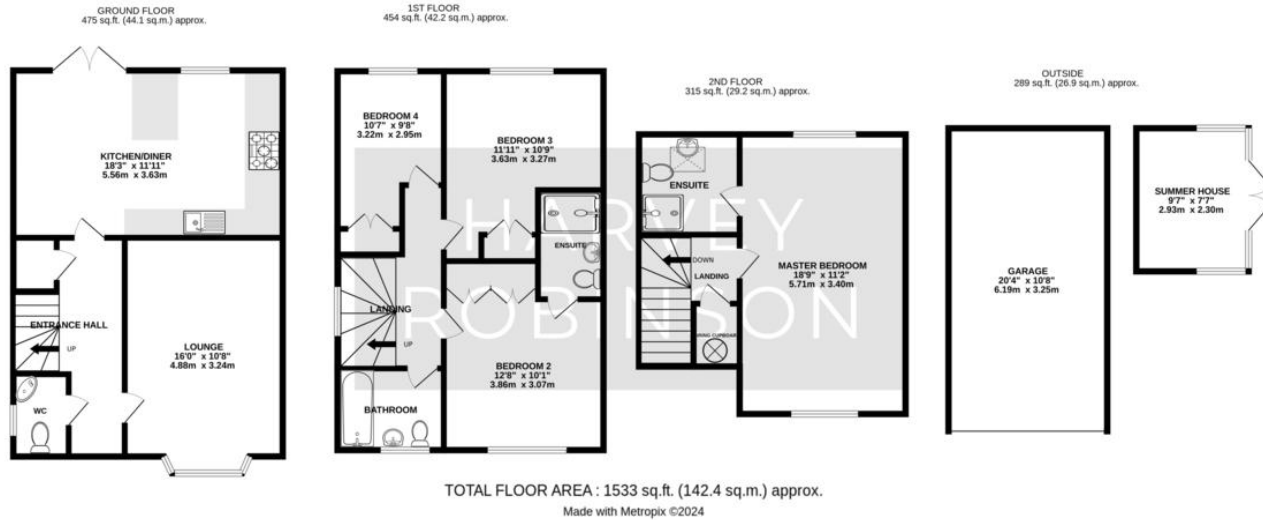 GROUND FLOOR
475 sq.ft. (44.1 sq.m.) approx.
KITCHEN/DINER
18'3" x 11'11"
5.56m x 3.63m
ENTRANCE HALL
UP
LOUNGE
16'0" x 10'8"
4.88m x 3.24m
WC
1ST FLOOR
454 sq.ft. (42.2 sq.m.) approx.
BEDROOM 4
10'7" x 9'8"
3.22m x 2.95m
BEDROOM 3
11'11" x 10'9"
3.63m x 3.27m
ENSUITE
LANDING
UP
BEDROOM 2
12'8" x 10'1"
3.86m x 3.07m
BATHROOM
2ND FLOOR
315 sq.ft. (29.2 sq.m.) approx.
ENSUITE
DOWN
LANDING
MASTER BEDROOM
18'9" x 11'2"
5.71m x 3.40m
CUPBOARD
OUTSIDE
289 sq.ft. (26.9 sq.m.) approx.
GARAGE
20'4" x 10'8"
6.19m x 3.25m
SUMMER HOUSE
9'7" x 7'7"
2.93m x 2.30m
HARVEY
ROBINSON
TOTAL FLOOR AREA : 1533 sq.ft. (142.4 sq.m.) approx.
Made with Metropix ©2024